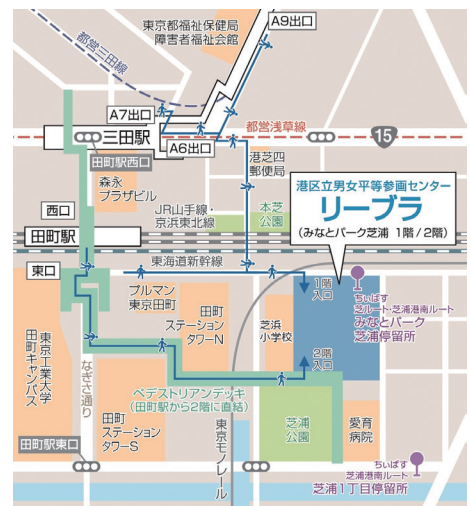 A9出口
東京都福祉保健局
障害者福祉会館
都営三田線
A7出口
三田駅
A6出口
都営浅草線
15
田町駅西口
港芝四
郵便局
森永
プラザビル
港区立男女平等参画センター
リーブラ
(みなとパーク芝浦 1階/2階)
JR山手線・
京浜東北線
本芝
公園
西口
田町駅
東海道新幹線
東口
1階
入口
ちぃばす
芝ルート・芝浦港南ルート
みなとパーク
芝浦停留所
プルマン
東京田町
田町
ステーション
タワーN
芝浜
小学校
2階
入口
東京工業大学
田町キャンパス
なぎさ通り
ペデストリアンデッキ
(田町駅から2階に直結)
田町
ステーション
タワーS
芝浦
公園
愛育
病院
東京モノレール
田町駅東口
ちぃばす
芝浦港南ルート
芝浦1丁目停留所